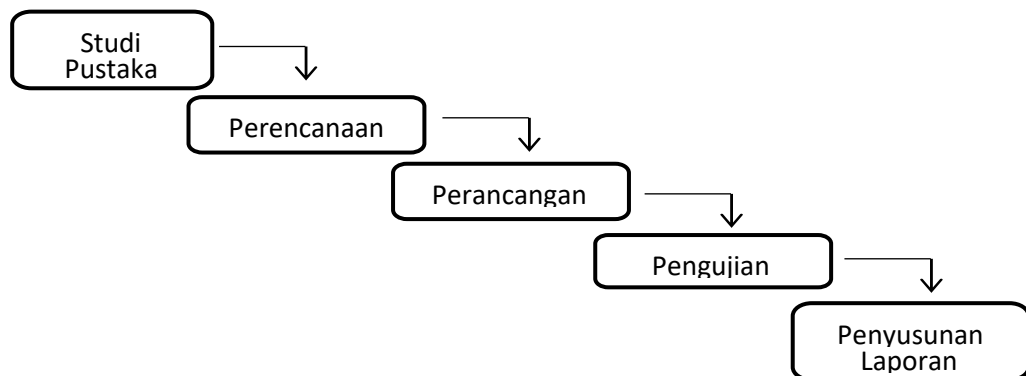 Studi
Pustaka
Perencanaan
Perancangan
Pengujian
Penyusunan
Laporan